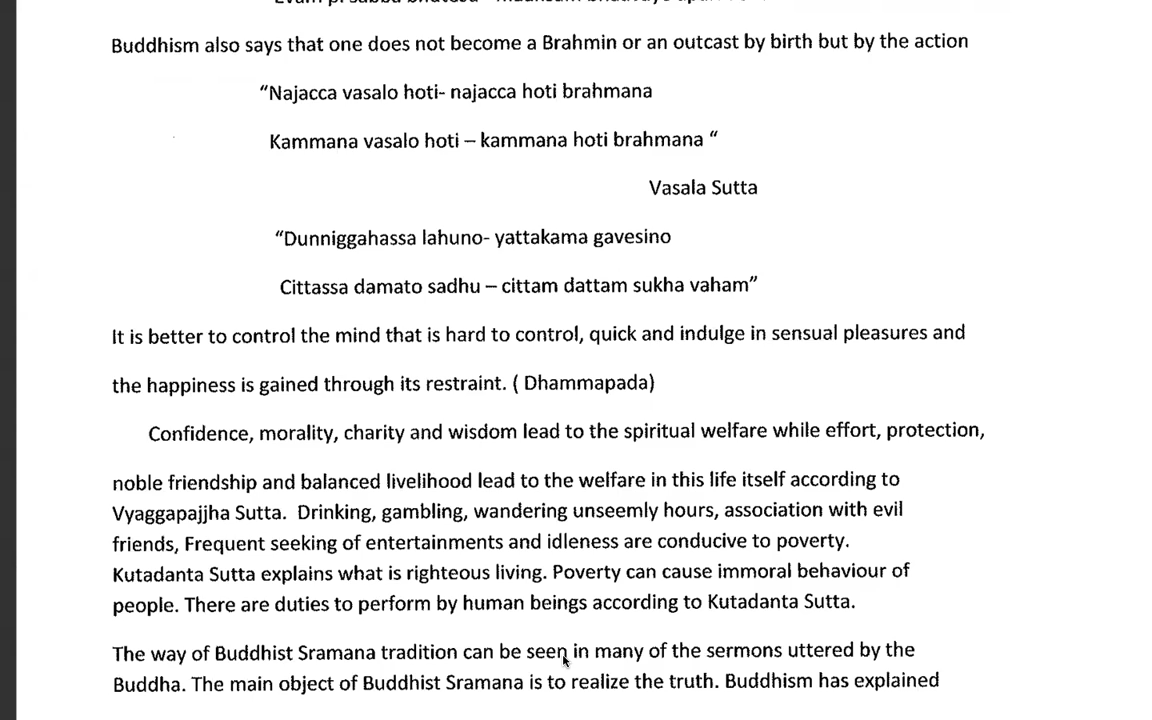 Buddhism also says that one does not become a Brahmin or an outcast by birth but by the action
“Najacca vasalo hoti- najacca hoti brahmana
Kammana vasalo hoti – kammana hoti brahmana “
Vasala Sutta
“Dunniggahassa lahuno- yattakama gavesino
Cittassa damato sadhu – cittam dattam sukha vaham”
It is better to control the mind that is hard to control, quick and indulge in sensual pleasures and
the happiness is gained through its restraint. ( Dhammapada)
Confidence, morality, charity and wisdom lead to the spiritual welfare while effort, protection,
noble friendship and balanced livelihood lead to the welfare in this life itself according to
Vyaggapajjha Sutta.  Drinking, gambling, wandering unseemly hours, association with evil
friends, Frequent seeking of entertainments and idleness are conducive to poverty.
Kutadanta Sutta explains what is righteous living. Poverty can cause immoral behaviour of
people. There are duties to perform by human beings according to Kutadanta Sutta.
The way of Buddhist Sramana tradition can be seen in many of the sermons uttered by the
Buddha. The main object of Buddhist Sramana is to realize the truth. Buddhism has explained